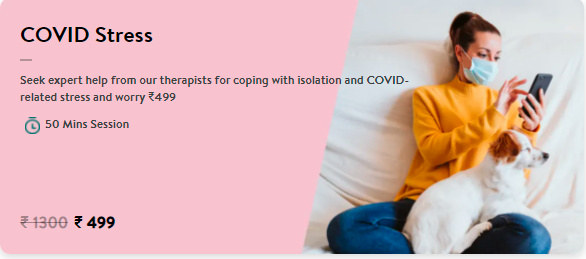 COVID Stress
Seek expert help from our therapists for coping with isolation and COVID-
related stress and worry ₹499
50 Mins Session
₹ 1300 ₹ 499